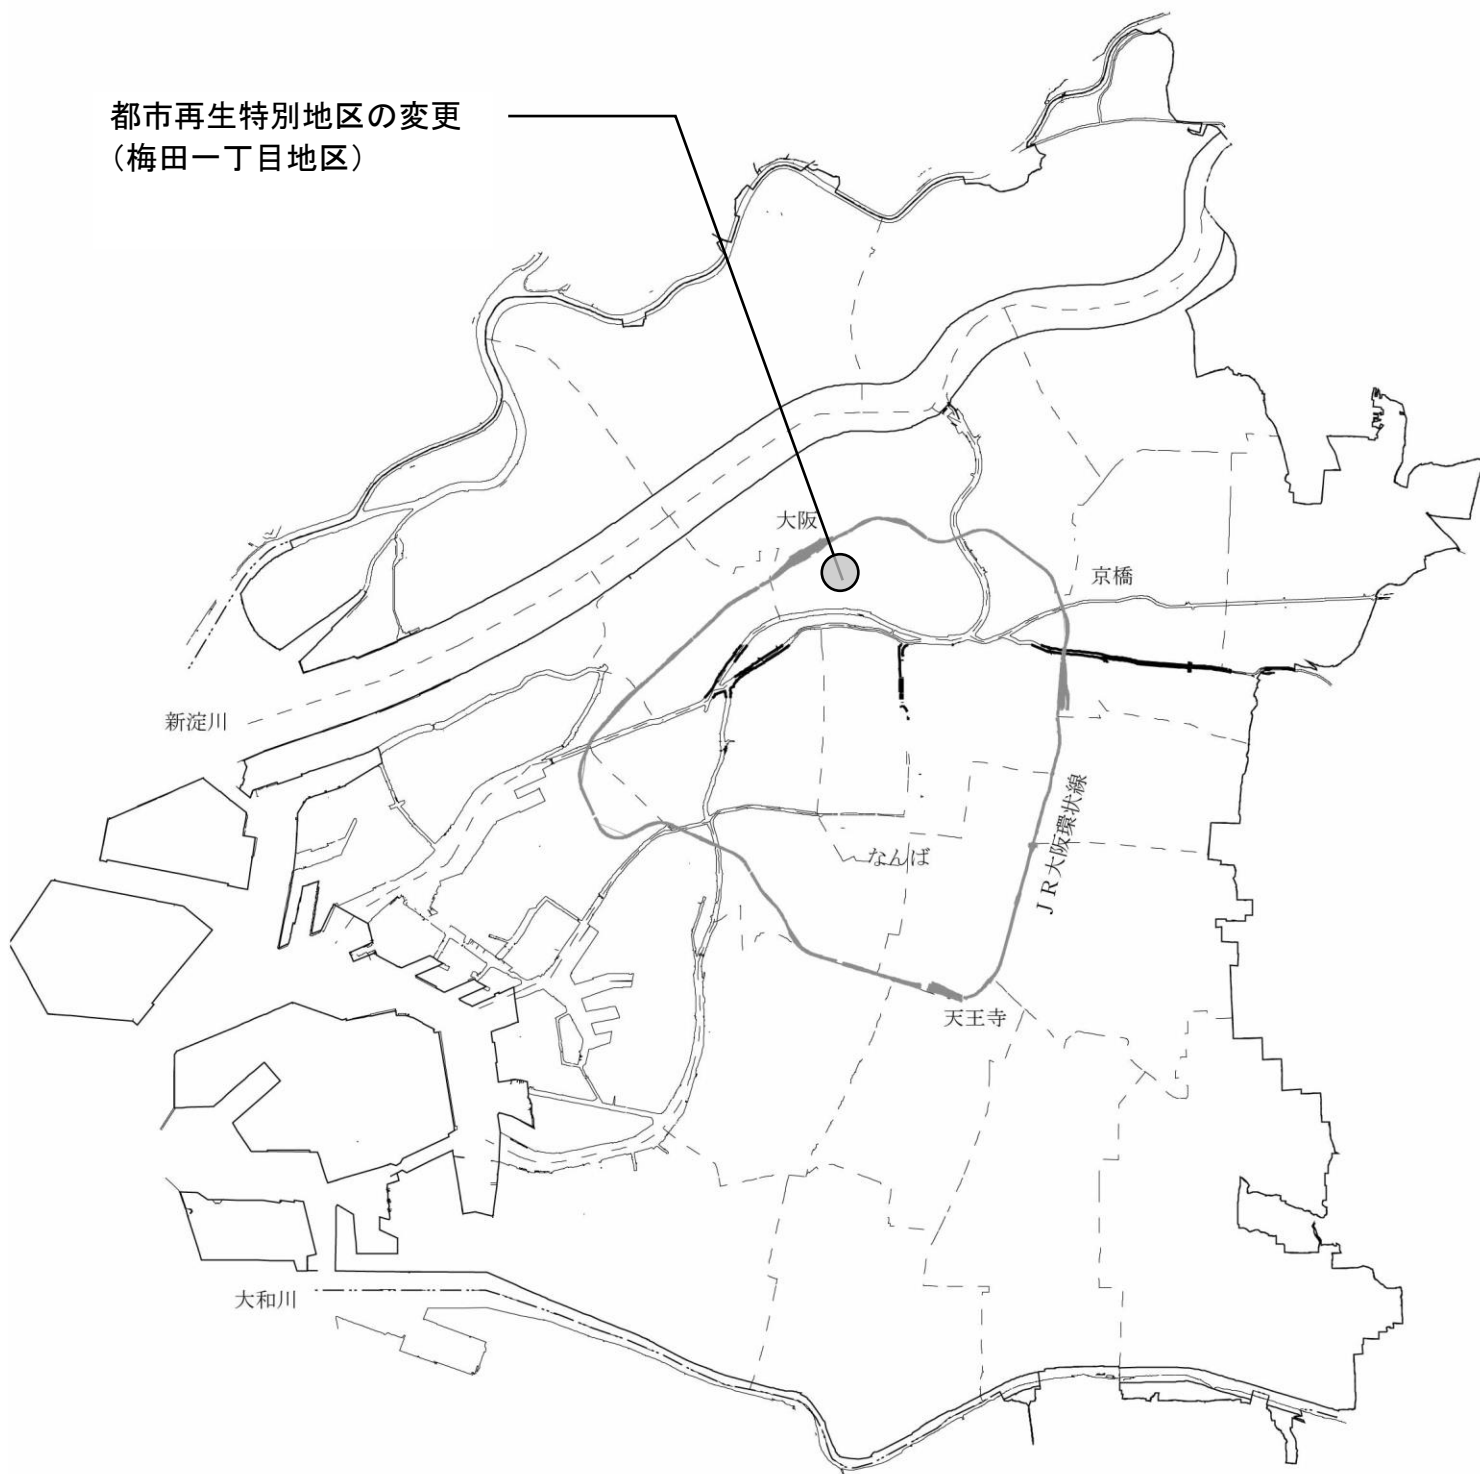 都市再生特別地区の変更
（梅田一丁目地区）
大阪
京橋
新淀川
JR大阪環状線
なんば
天王寺
大和川